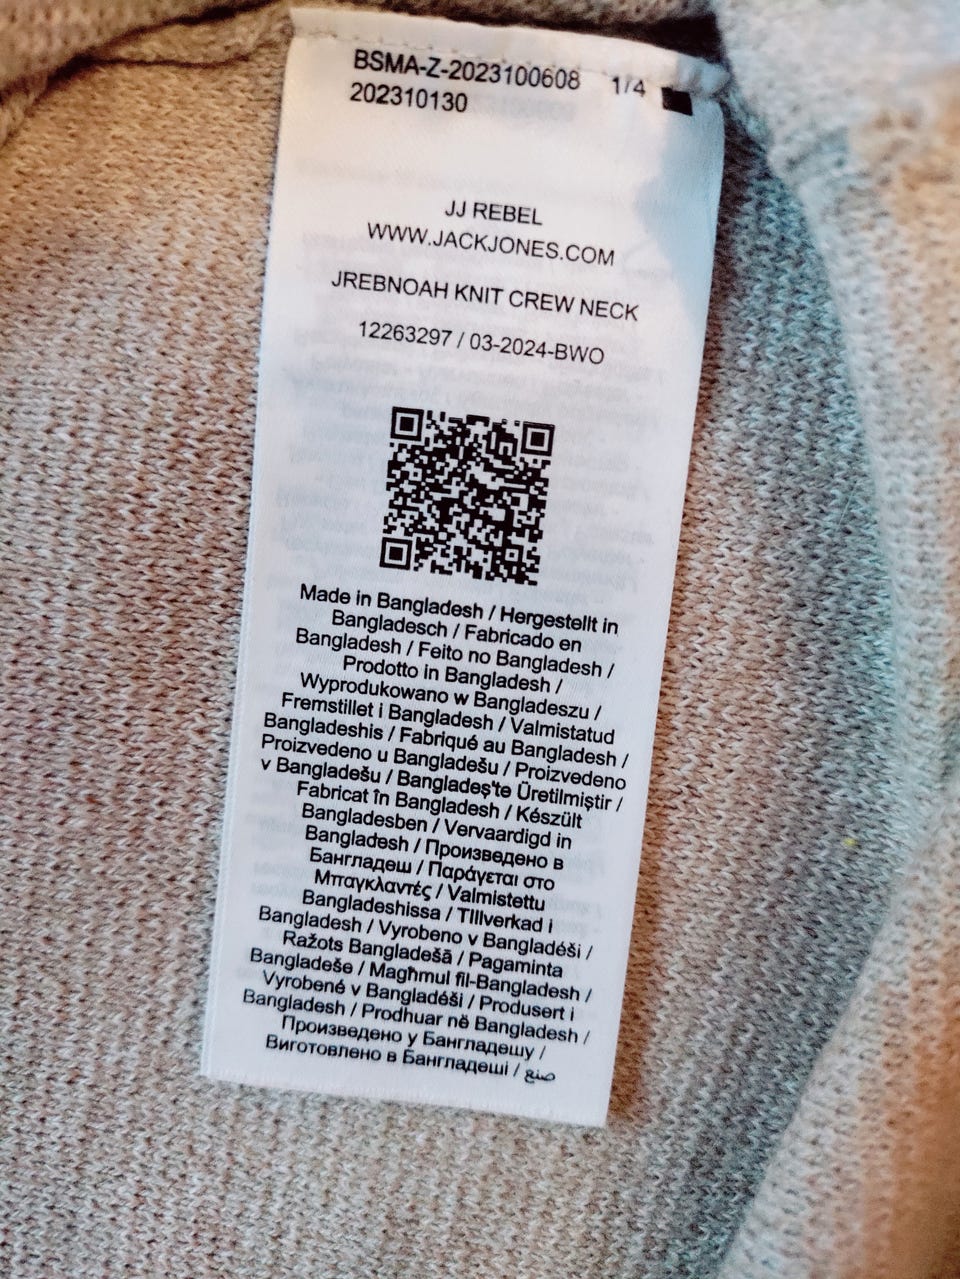 BSMA-Z-2023100608 1/4
202310130
JJ REBEL
WWW.JACKJONES.COM
JREBNOAH KNIT CREW NECK
12263297 / 03-2024-BWO
Made in Bangladesh / Hergestellt in
Bangladesch / Fabricado en
Bangladesh / Feito no Bangladesh /
Prodotto in Bangladesh /
Wyprodukowano w Bangladeszu /
Fremstillet i Bangladesh / Valmistatud
Bangladeshis / Fabriqué au Bangladesh /
Proizvedeno u Bangladešu / Proizvedeno
v Bangladešu / Bangladeş'te Üretilmiştir /
Fabricat în Bangladesh / Készült
Bangladesben / Vervaardigd in
Bangladesh / Произведено в
Бангладеш / Παράγεται στο
Μπαγκλαντές / Valmistettu
Bangladeshissa / TIllverkad i
Bangladesh / Vyrobeno v Bangladéši /
Ražots Bangladešā / Pagaminta
Bangladeše / Magħmul fil-Bangladesh /
Vyrobené v Bangladéši / Produsert i
Bangladesh / Prodhuar në Bangladesh /
Произведено у Бангладешу /
Виготовлено в Бангладеші / صنع